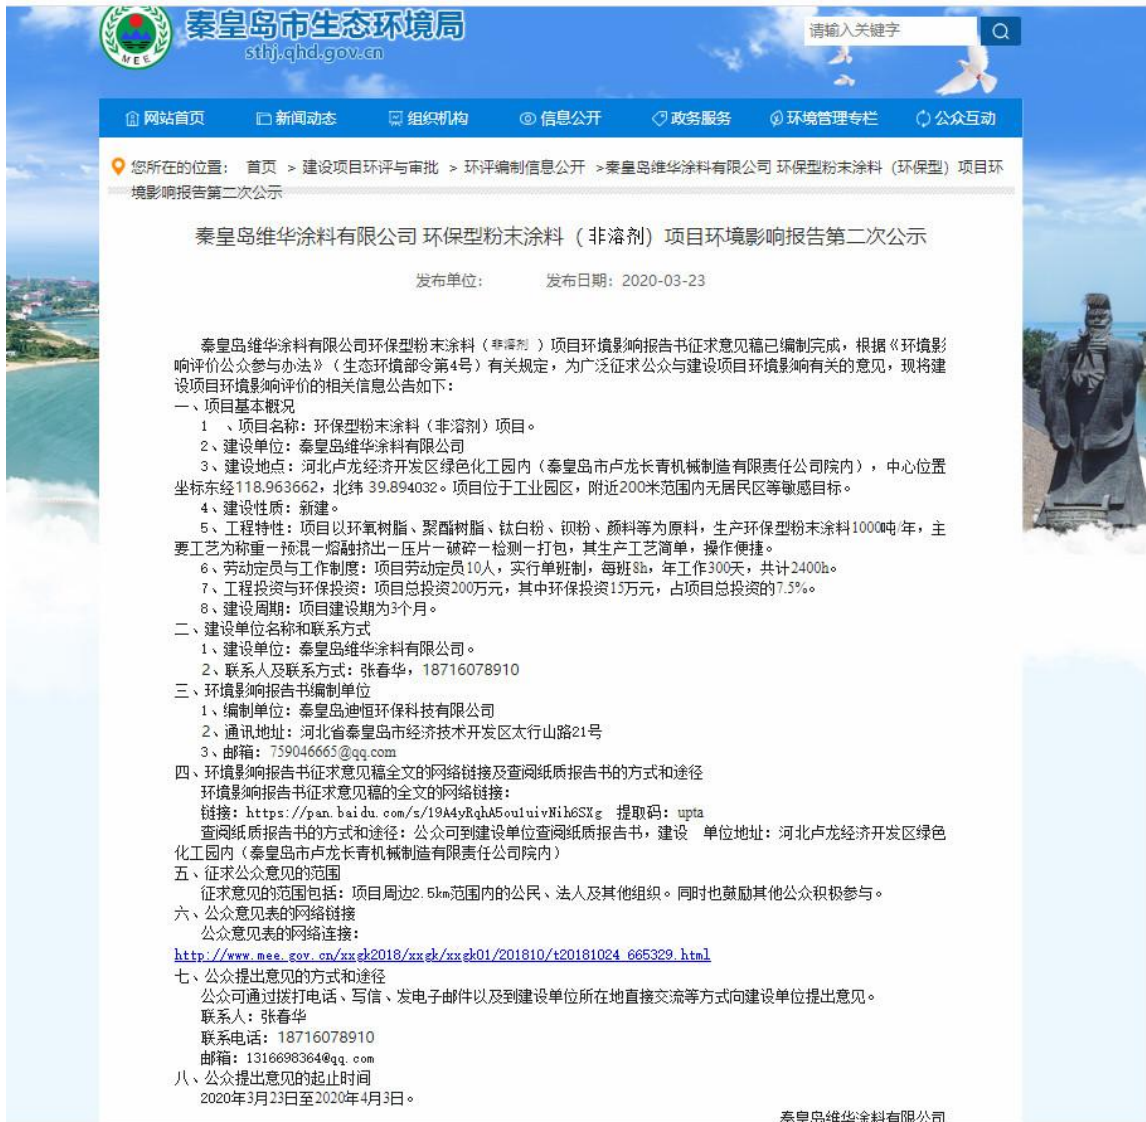 秦皇岛市生态环境局
sthj.qhd.gov.cn
MEE
请输入关键字
网站首页 新闻动态 组织机构 信息公开 政务服务 环境管理专栏 公众互动
您所在的位置： 首页 > 建设项目环评与审批 > 环评编制信息公开 >秦皇岛维华涂料有限公司 环保型粉末涂料（环保型）项目环
境影响报告第二次公示
秦皇岛维华涂料有限公司 环保型粉末涂料（非溶剂）项目环境影响报告第二次公示
发布单位： 发布日期：2020-03-23
秦皇岛维华涂料有限公司环保型粉末涂料（非溶剂 ）项目环境影响报告书征求意见稿已编制完成，根据《环境影
响评价公众参与办法》（生态环境部令第4号）有关规定，为广泛征求公众与建设项目环境影响有关的意见，现将建
设项目环境影响评价的相关信息公告如下：
一、项目基本概况
1 、项目名称：环保型粉末涂料（非溶剂）项目。
2、建设单位：秦皇岛维华涂料有限公司
3、建设地点：河北卢龙经济开发区绿色化工园内（秦皇岛市卢龙长青机械制造有限责任公司院内），中心位置
坐标东经118.963662，北纬 39.894032。项目位于工业园区，附近200米范围内无居民区等敏感目标。
4、建设性质：新建。
5、工程特性：项目以环氧树脂、聚酯树脂、钛白粉、钡粉、颜料等为原料，生产环保型粉末涂料1000吨/年，主
要工艺为称重—预混—熔融挤出—压片—破碎—检测—打包，其生产工艺简单，操作便捷。
6、劳动定员与工作制度：项目劳动定员10人，实行单班制，每班8h，年工作300天，共计2400h。
7、工程投资与环保投资：项目总投资200万元，其中环保投资15万元，占项目总投资的7.5%。
8、建设周期：项目建设期为3个月。
二、建设单位名称和联系方式
1、建设单位：秦皇岛维华涂料有限公司。
2、联系人及联系方式：张春华，18716078910
三、环境影响报告书编制单位
1、编制单位：秦皇岛迪恒环保科技有限公司
2、通讯地址：河北省秦皇岛市经济技术开发区太行山路21号
3、邮箱：759046665@qq.com
四、环境影响报告书征求意见稿全文的网络链接及查阅纸质报告书的方式和途径
环境影响报告书征求意见稿的全文的网络链接：
链接：https://pan.baidu.com/s/19A4yRqhA5ou1uivNih6SXg 提取码：upta
查阅纸质报告书的方式和途径：公众可到建设单位查阅纸质报告书，建设 单位地址：河北卢龙经济开发区绿色
化工园内（秦皇岛市卢龙长青机械制造有限责任公司院内）
五、征求公众意见的范围
征求意见的范围包括：项目周边2.5km范围内的公民、法人及其他组织。同时也鼓励其他公众积极参与。
六、公众意见表的网络链接
公众意见表的网络连接：
http://www.mee.gov.cn/xxgk2018/xxgk/xxgk01/201810/t20181024_665329.html
七、公众提出意见的方式和途径
公众可通过拨打电话、写信、发电子邮件以及到建设单位所在地直接交流等方式向建设单位提出意见。
联系人：张春华
联系电话：18716078910
邮箱：1316698364@qq.com
八、公众提出意见的起止时间
2020年3月23日至2020年4月3日。
秦皇岛维华涂料有限公司